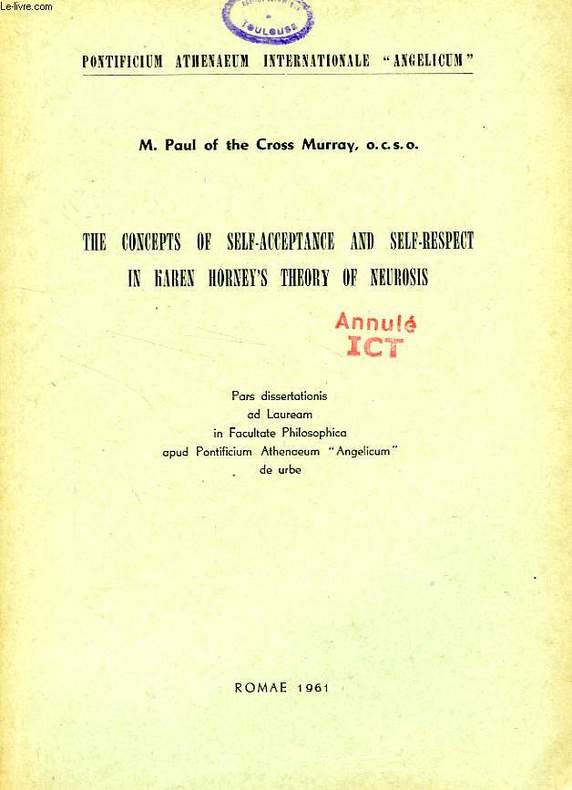 Le-livre.com
TOULOUSE
PONTIFICIUM ATHENAEUM INTERNATIONALE "ANGELICUM"
M. Paul of the Cross Murray, o.c.s.o.
THE CONCEPTS OF SELF-ACCEPTANCE AND SELF-RESPECT
IN KAREN HORNEY'S THEORY OF NEUROSIS
Annulé
ICT
Pars dissertationis
ad Lauream
in Facultate Philosophica
apud Pontificium Athenaeum "Angelicum"
de urbe
ROMAE 1961